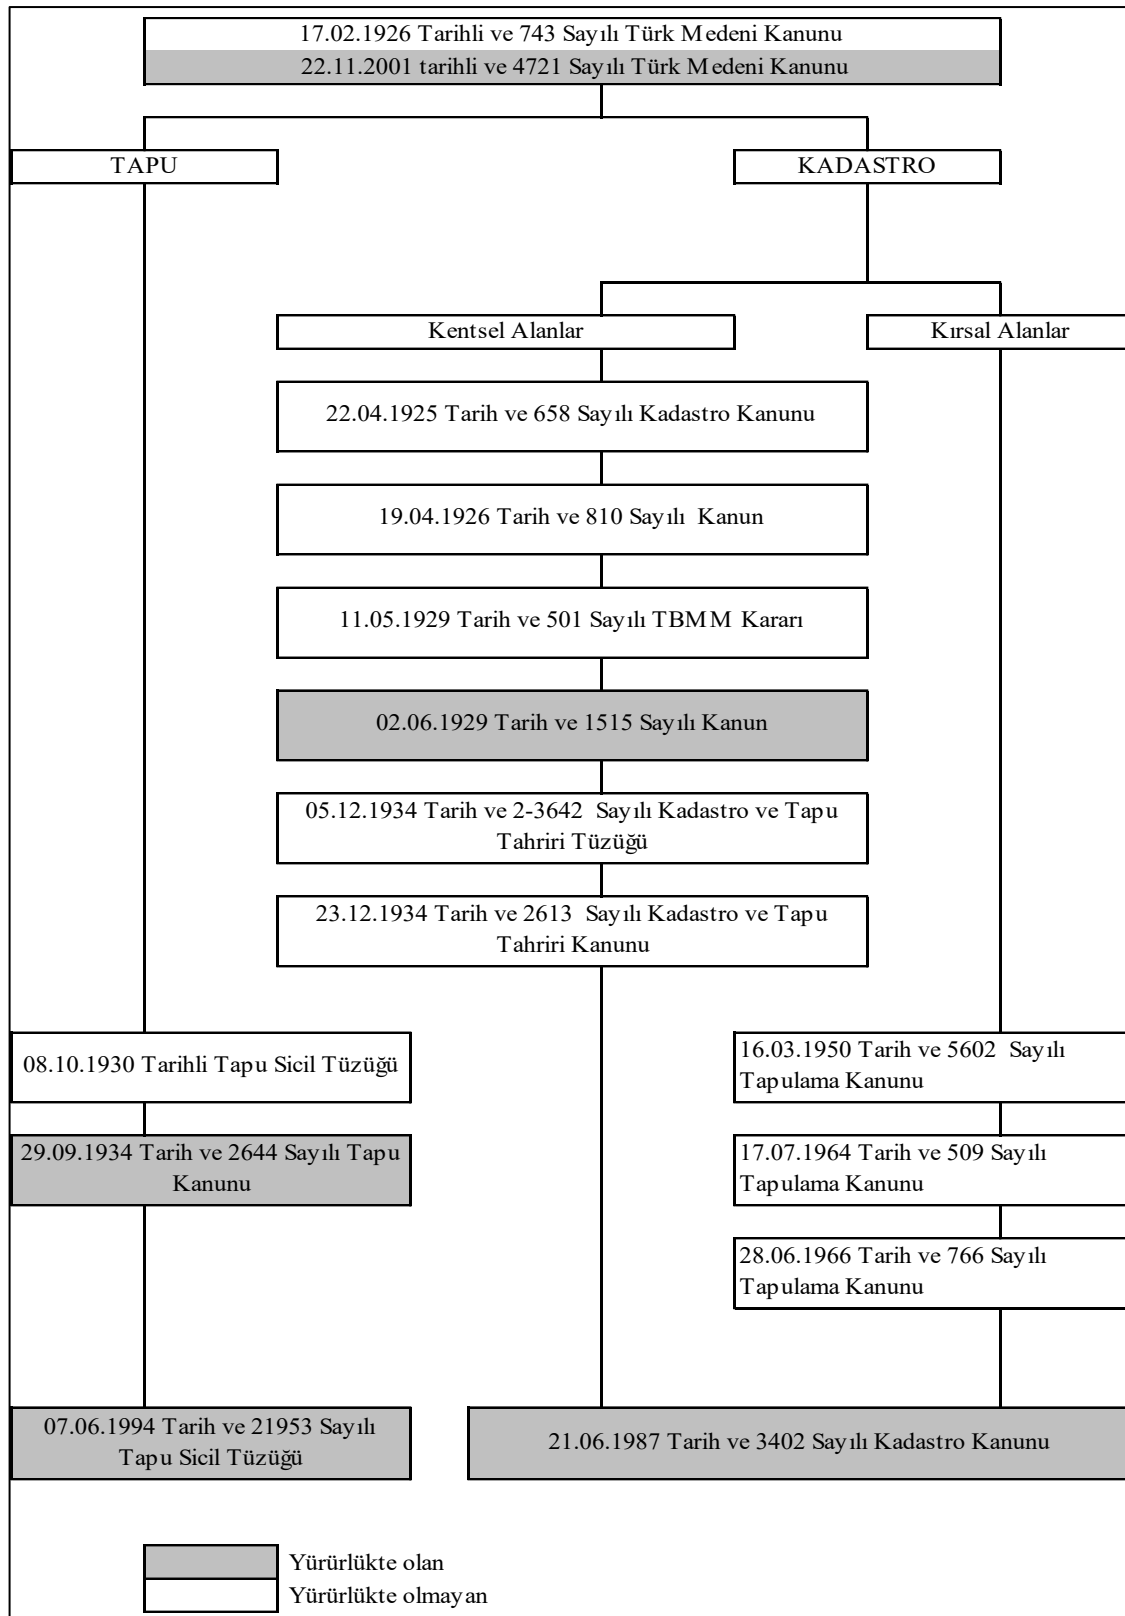 17.02.1926 Tarihli ve 743 Sayılı Türk Medeni Kanunu
22.11.2001 tarihli ve 4721 Sayılı Türk Medeni Kanunu
TAPU
KADASTRO
Kentsel Alanlar
Kırsal Alanlar
22.04.1925 Tarih ve 658 Sayılı Kadastro Kanunu
19.04.1926 Tarih ve 810 Sayılı Kanun
11.05.1929 Tarih ve 501 Sayılı TBMM Kararı
02.06.1929 Tarih ve 1515 Sayılı Kanun
05.12.1934 Tarih ve 2-3642 Sayılı Kadastro ve Tapu
Tahriri Tüzüğü
23.12.1934 Tarih ve 2613 Sayılı Kadastro ve Tapu
Tahriri Kanunu
08.10.1930 Tarihli Tapu Sicil Tüzüğü
16.03.1950 Tarih ve 5602 Sayılı
Tapulama Kanunu
29.09.1934 Tarih ve 2644 Sayılı Tapu
Kanunu
17.07.1964 Tarih ve 509 Sayılı
Tapulama Kanunu
28.06.1966 Tarih ve 766 Sayılı
Tapulama Kanunu
07.06.1994 Tarih ve 21953 Sayılı
Tapu Sicil Tüzüğü
21.06.1987 Tarih ve 3402 Sayılı Kadastro Kanunu
Yürürlükte olan
Yürürlükte olmayan